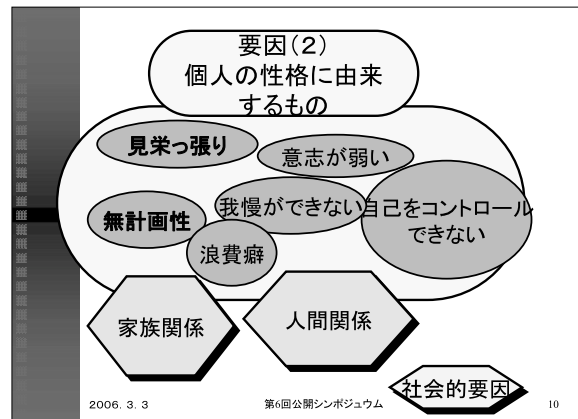 要因(2)
個人の性格に由来
するもの
見栄っ張り
意志が弱い
我慢ができない
自己をコントロール
できない
無計画性
浪費癖
家族関係
人間関係
社会的要因
2006. 3. 3
第6回公開シンポジュウム
10